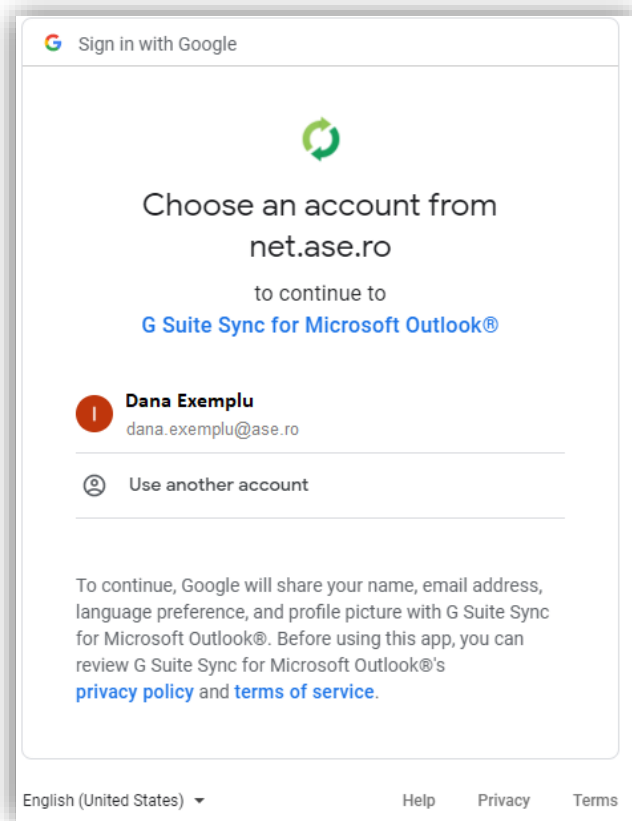 Sign in with Google
Choose an account from
net.ase.ro
to continue to
G Suite Sync for Microsoft Outlook®
I
Dana Exemplu
dana.exemplu@ase.ro
Use another account
To continue, Google will share your name, email address,
language preference, and profile picture with G Suite Sync
for Microsoft Outlook®. Before using this app, you can
review G Suite Sync for Microsoft Outlook®'s
privacy policy and terms of service.
English (United States) Help Privacy Terms